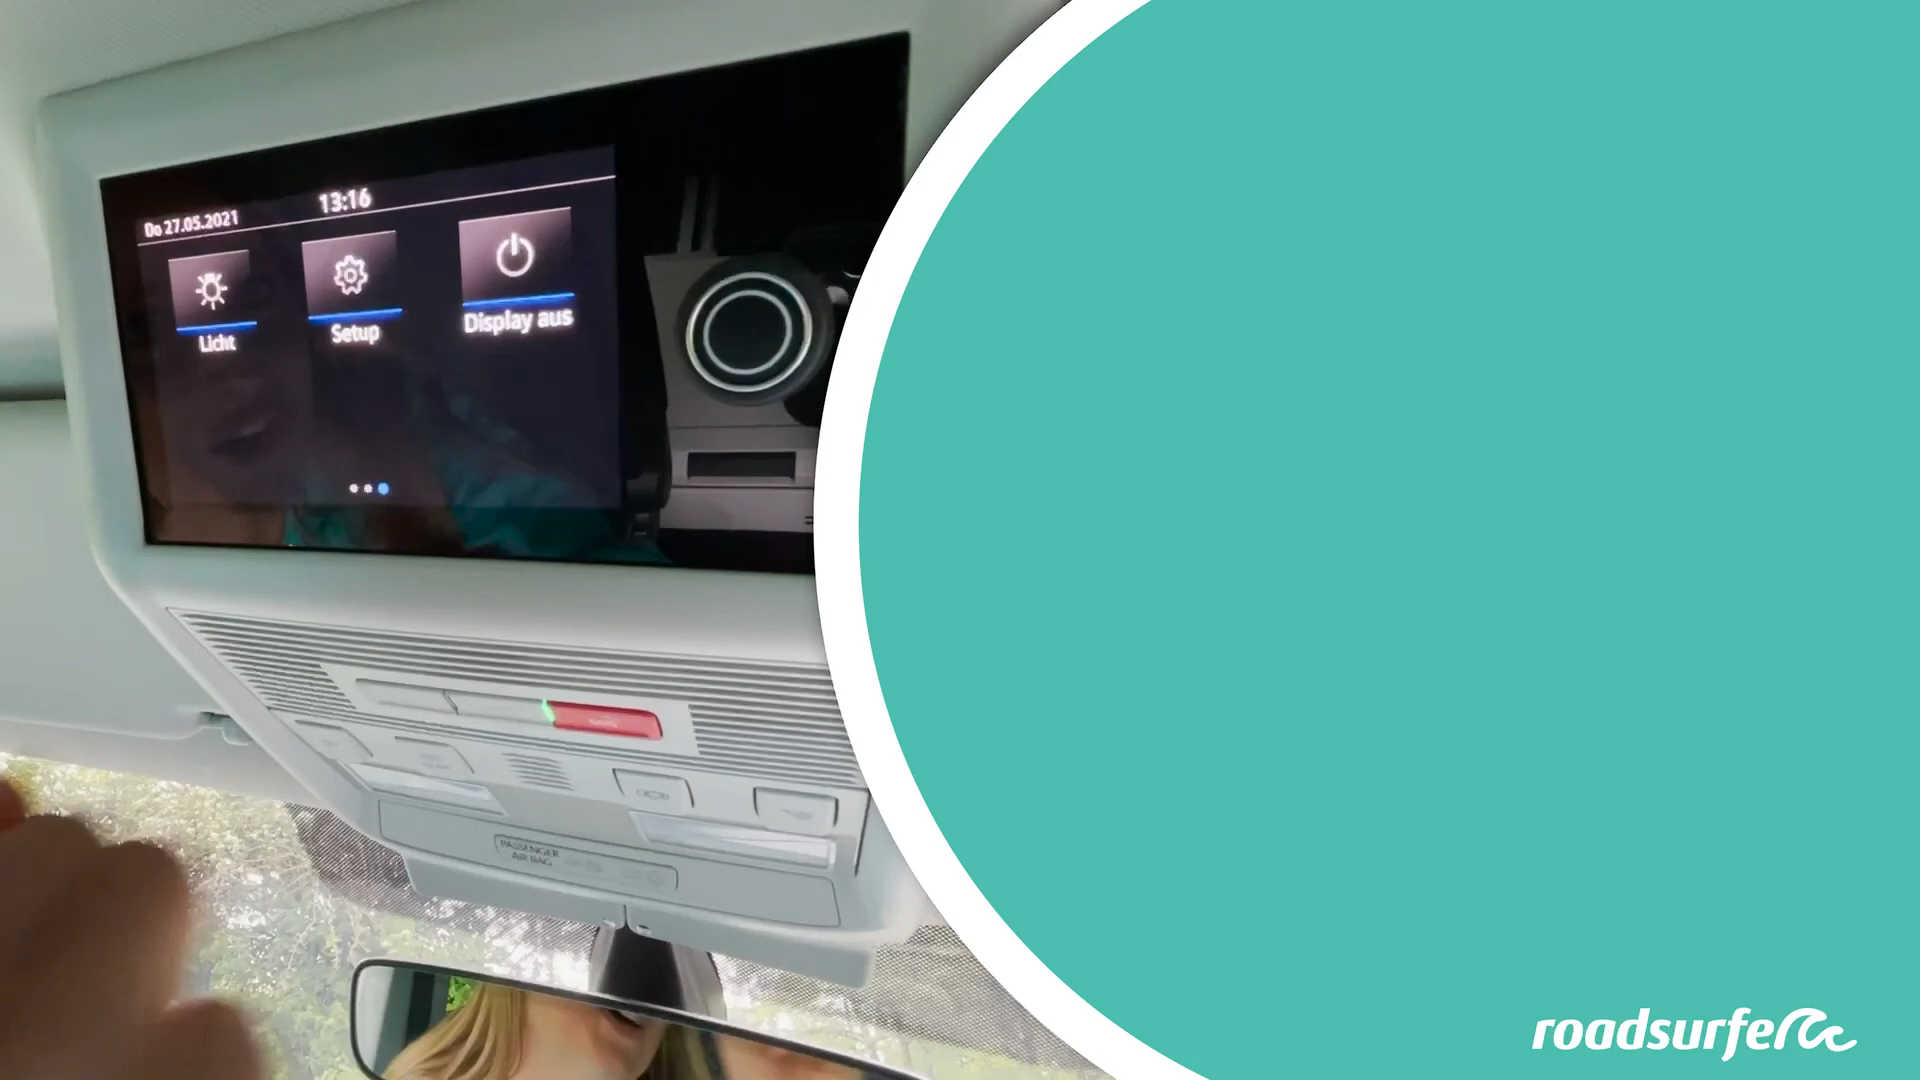 Do 27.05.2021 13:16
Licht Setup Display aus
PASSENGER
AIR BAG
roadsurfer